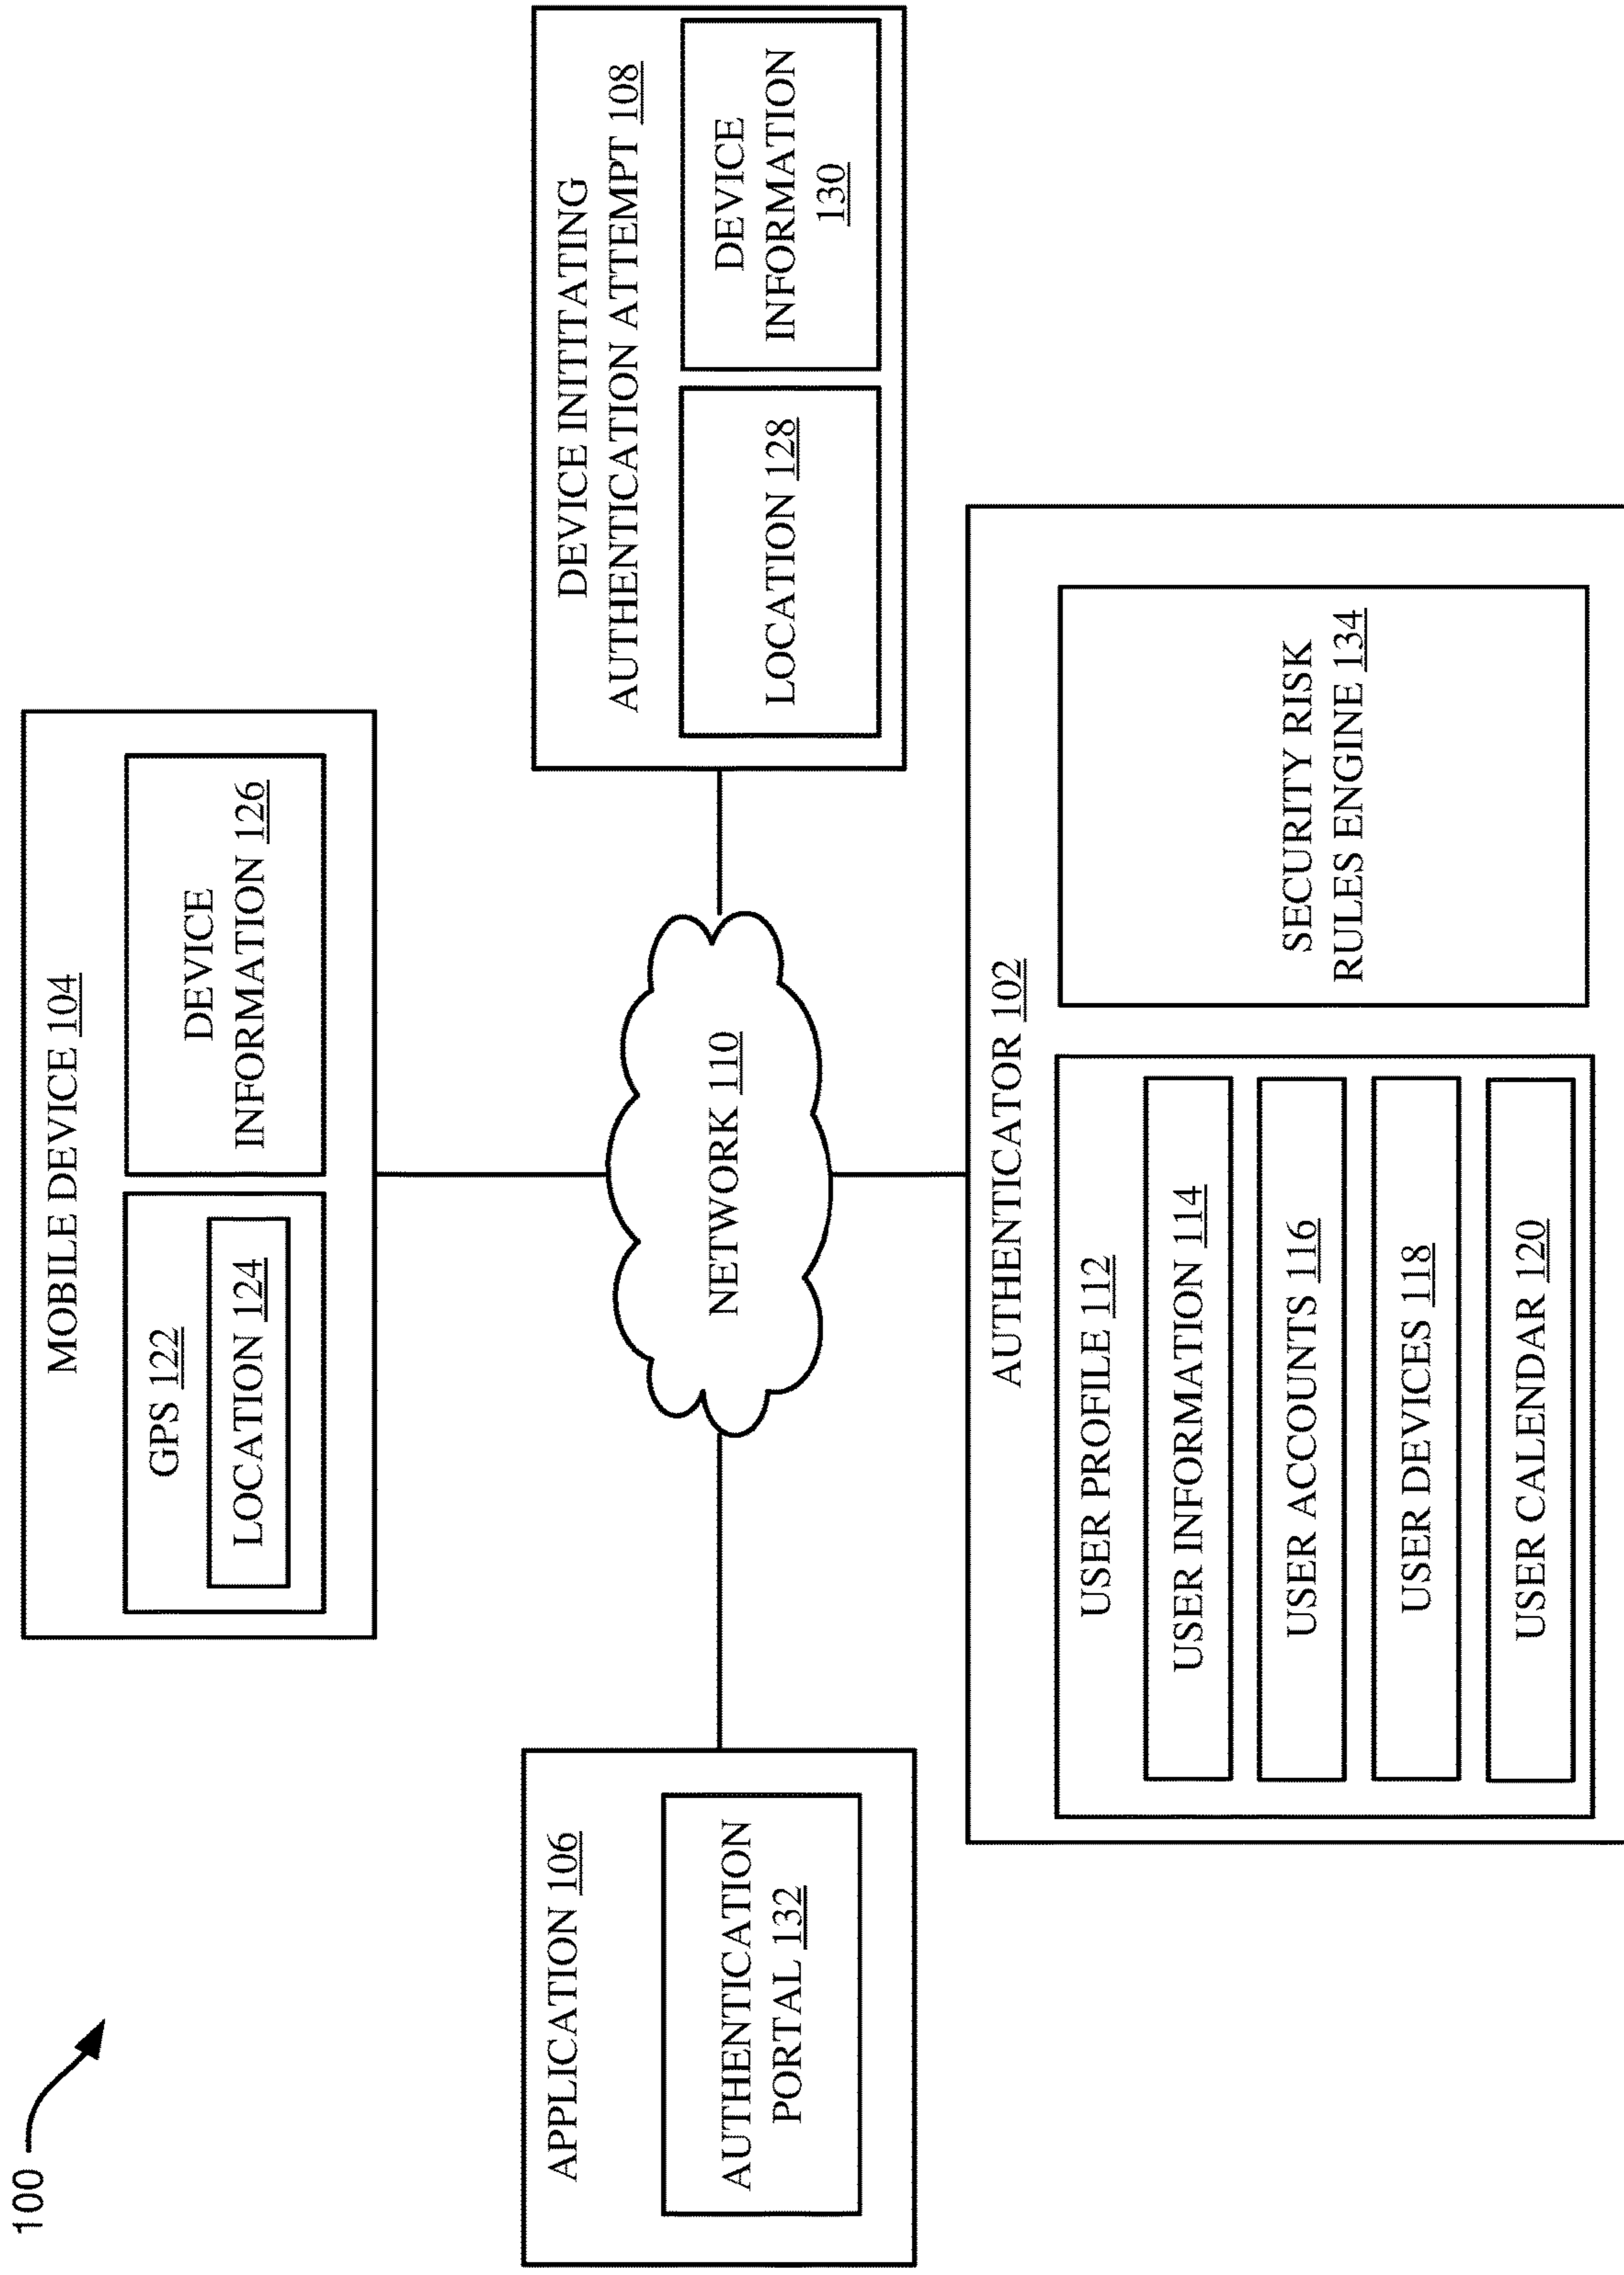 100
MOBILE DEVICE 104
GPS 122
LOCATION 124
DEVICE
INFORMATION 126
APPLICATION 106
AUTHENTICATION
PORTAL 132
NETWORK 110
DEVICE INITITATING
AUTHENTICATION ATTEMPT 108
LOCATION 128
DEVICE
INFORMATION
130
AUTHENTICATOR 102
USER PROFILE 112
USER INFORMATION 114
USER ACCOUNTS 116
USER DEVICES 118
USER CALENDAR 120
SECURITY RISK
RULES ENGINE 134